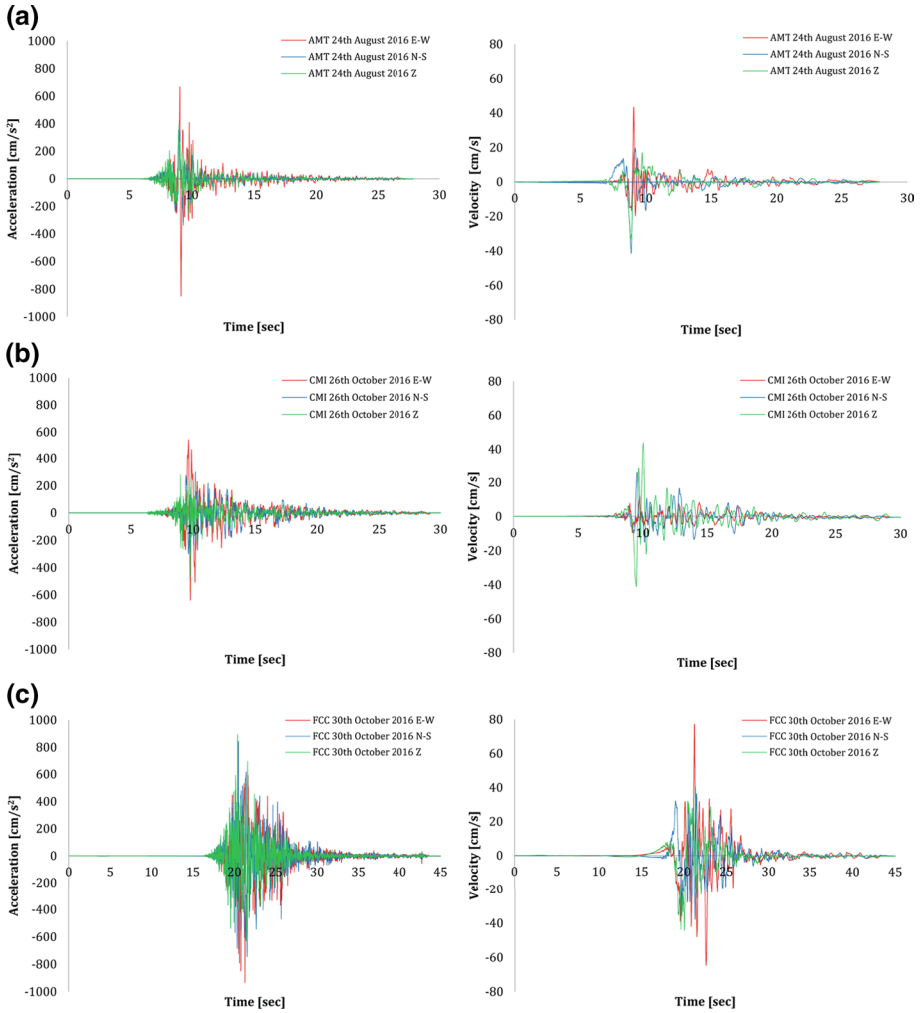 (a)
1000
800
600
400
200
0
-200
-400
-600
-800
-1000
Acceleration [cm/s²]
0 5 10 15 20 25 30
Time [sec]
AMT 24th August 2016 E-W
AMT 24th August 2016 N-S
AMT 24th August 2016 Z
80
60
40
20
0
-20
-40
-60
-80
Velocity [cm/s]
0 5 10 15 20 25 30
Time [sec]
AMT 24th August 2016 E-W
AMT 24th August 2016 N-S
AMT 24th August 2016 Z
(b)
1000
800
600
400
200
0
-200
-400
-600
-800
-1000
Acceleration [cm/s²]
0 5 10 15 20 25 30
Time [sec]
CMI 26th October 2016 E-W
CMI 26th October 2016 N-S
CMI 26th October 2016 Z
80
60
40
20
0
-20
-40
-60
-80
Velocity [cm/s]
0 5 10 15 20 25 30
Time [sec]
CMI 26th October 2016 E-W
CMI 26th October 2016 N-S
CMI 26th October 2016 Z
(c)
1000
800
600
400
200
0
-200
-400
-600
-800
-1000
Acceleration [cm/s²]
0 5 10 15 20 25 30 35 40 45
Time [sec]
FCC 30th October 2016 E-W
FCC 30th October 2016 N-S
FCC 30th October 2016 Z
80
60
40
20
0
-20
-40
-60
-80
Velocity [cm/s]
0 5 10 15 20 25 30 35 40 45
Time [sec]
FCC 30th October 2016 E-W
FCC 30th October 2016 N-S
FCC 30th October 2016 Z